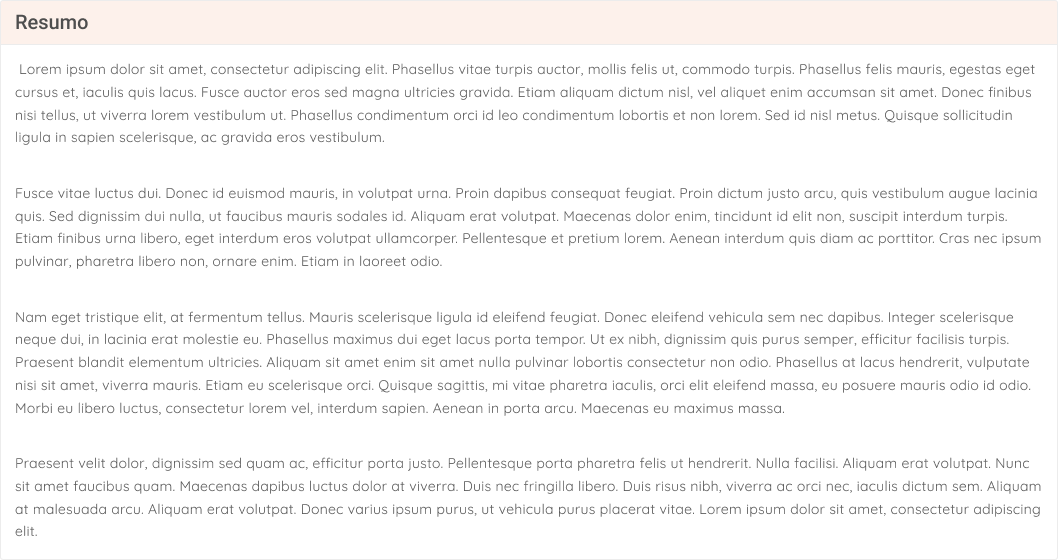 Resumo
Lorem ipsum dolor sit amet, consectetur adipiscing elit. Phasellus vitae turpis auctor, mollis felis ut, commodo turpis. Phasellus felis mauris, egestas eget
cursus et, iaculis quis lacus. Fusce auctor eros sed magna ultricies gravida. Etiam aliquam dictum nisl, vel aliquet enim accumsan sit amet. Donec finibus
nisi tellus, ut viverra lorem vestibulum ut. Phasellus condimentum orci id leo condimentum lobortis et non lorem. Sed id nisl metus. Quisque sollicitudin
ligula in sapien scelerisque, ac gravida eros vestibulum.
Fusce vitae luctus dui. Donec id euismod mauris, in volutpat urna. Proin dapibus consequat feugiat. Proin dictum justo arcu, quis vestibulum augue lacinia
quis. Sed dignissim dui nulla, ut faucibus mauris sodales id. Aliquam erat volutpat. Maecenas dolor enim, tincidunt id elit non, suscipit interdum turpis.
Etiam finibus urna libero, eget interdum eros volutpat ullamcorper. Pellentesque et pretium lorem. Aenean interdum quis diam ac porttitor. Cras nec ipsum
pulvinar, pharetra libero non, ornare enim. Etiam in laoreet odio.
Nam eget tristique elit, at fermentum tellus. Mauris scelerisque ligula id eleifend feugiat. Donec eleifend vehicula sem nec dapibus. Integer scelerisque
neque dui, in lacinia erat molestie eu. Phasellus maximus dui eget lacus porta tempor. Ut ex nibh, dignissim quis purus semper, efficitur facilisis turpis.
Praesent blandit elementum ultricies. Aliquam sit amet enim sit amet nulla pulvinar lobortis consectetur non odio. Phasellus at lacus hendrerit, vulputate
nisi sit amet, viverra mauris. Etiam eu scelerisque orci. Quisque sagittis, mi vitae pharetra iaculis, orci elit eleifend massa, eu posuere mauris odio id odio.
Morbi eu libero luctus, consectetur lorem vel, interdum sapien. Aenean in porta arcu. Maecenas eu maximus massa.
Praesent velit dolor, dignissim sed quam ac, efficitur porta justo. Pellentesque porta pharetra felis ut hendrerit. Nulla facilisi. Aliquam erat volutpat. Nunc
sit amet faucibus quam. Maecenas dapibus luctus dolor at viverra. Duis nec fringilla libero. Duis risus nibh, viverra ac orci nec, iaculis dictum sem. Aliquam
at malesuada arcu. Aliquam erat volutpat. Donec varius ipsum purus, ut vehicula purus placerat vitae. Lorem ipsum dolor sit amet, consectetur adipiscing
elit.